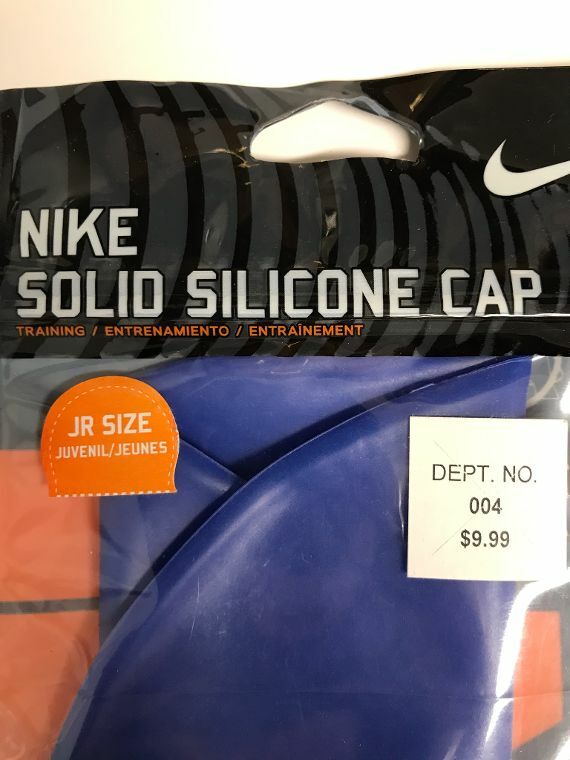 NIKE
SOLID SILICONE CAP
TRAINING / ENTRENAMIENTO / ENTRAÎNEMENT
JR SIZE
JUVENIL/JEUNES
DEPT. NO.
004
$9.99